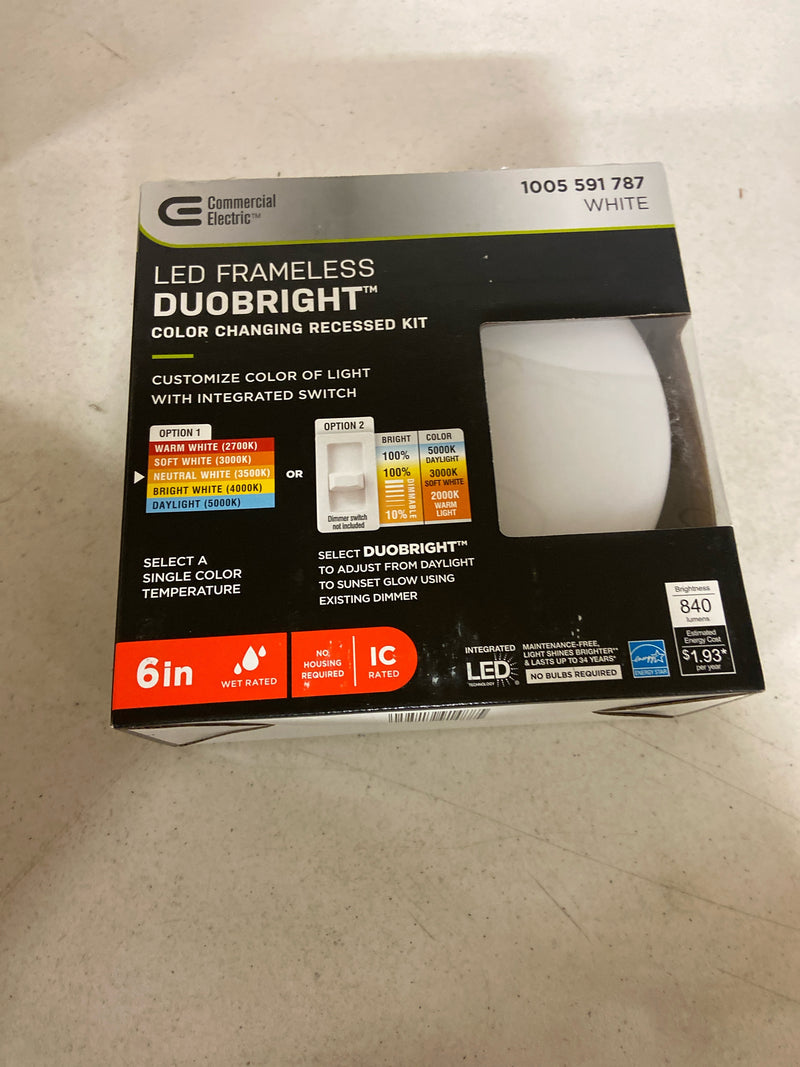 Commercial
Electric™
1005 591 787
WHITE
LED FRAMELESS
DUOBRIGHT™
COLOR CHANGING RECESSED KIT
CUSTOMIZE COLOR OF LIGHT
WITH INTEGRATED SWITCH
OPTION 1
WARM WHITE (2700K)
SOFT WHITE (3000K)
NEUTRAL WHITE (3500K)
BRIGHT WHITE (4000K)
DAYLIGHT (5000K)
OR
OPTION 2
Dimmer switch
not included
BRIGHT
100%
100%
DIMMABLE
10%
COLOR
5000K
DAYLIGHT
3000K
SOFT WHITE
2000K
WARM
LIGHT
SELECT A
SINGLE COLOR
TEMPERATURE
SELECT DUOBRIGHT™
TO ADJUST FROM DAYLIGHT
TO SUNSET GLOW USING
EXISTING DIMMER
6in
WET RATED
NO
HOUSING
REQUIRED
IC
RATED
INTEGRATED
LED
TECHNOLOGY
MAINTENANCE-FREE,
LIGHT SHINES BRIGHTER**
& LASTS UP TO 34 YEARS*
NO BULBS REQUIRED
energy
ENERGY STAR
Brightness
840
lumens
Estimated
Energy Cost
$1.93*
per year